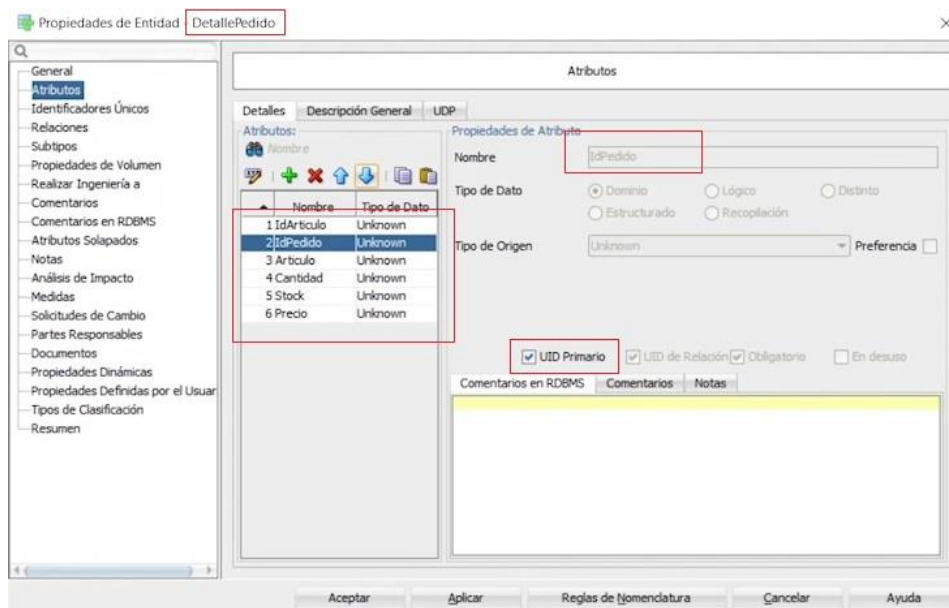 Propiedades de Entidad - DetallePedido
General
Atributos
Identificadores Únicos
Relaciones
Subtipos
Propiedades de Volumen
Realizar Ingeniería a
Comentarios
Comentarios en RDBMS
Atributos Solapados
Notas
Análisis de Impacto
Medidas
Solicitudes de Cambio
Partes Responsables
Documentos
Propiedades Dinámicas
Propiedades Definidas por el Usuar
Tipos de Clasificación
Resumen
Atributos
Detalles Descripción General UDP
Atributos:
Nombre
Nombre Tipo de Dato
1 IdArticulo Unknown
2 IdPedido Unknown
3 Articulo Unknown
4 Cantidad Unknown
5 Stock Unknown
6 Precio Unknown
Propiedades de Atributo
Nombre IdPedido
Tipo de Dato Dominio Lógico Distinto
Estructurado Recopilación
Tipo de Origen Unknown Preferencia
UID Primario UID de Relación Obligatorio En desuso
Comentarios en RDBMS Comentarios Notas
Aceptar Aplicar Reglas de Nomenclatura Cancelar Ayuda